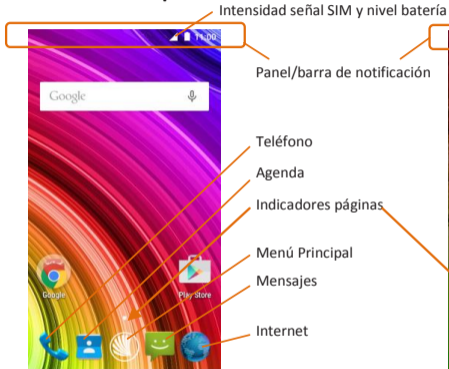 Intensidad señal SIM y nivel batería
11:00
Panel/barra de notificación
Google
Teléfono
Agenda
Indicadores páginas
Menú Principal
Mensajes
Internet
Google
Play Store